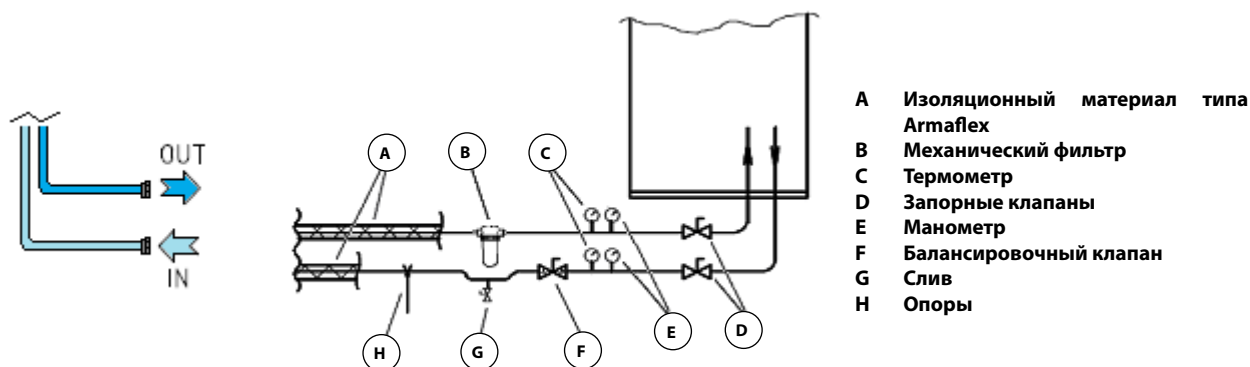 OUT
IN
A
B
C
H
G
F
E
D
A Изоляционный материал типа
Armaflex
B Механический фильтр
C Термометр
D Запорные клапаны
E Манометр
F Балансировочный клапан
G Слив
H Опоры